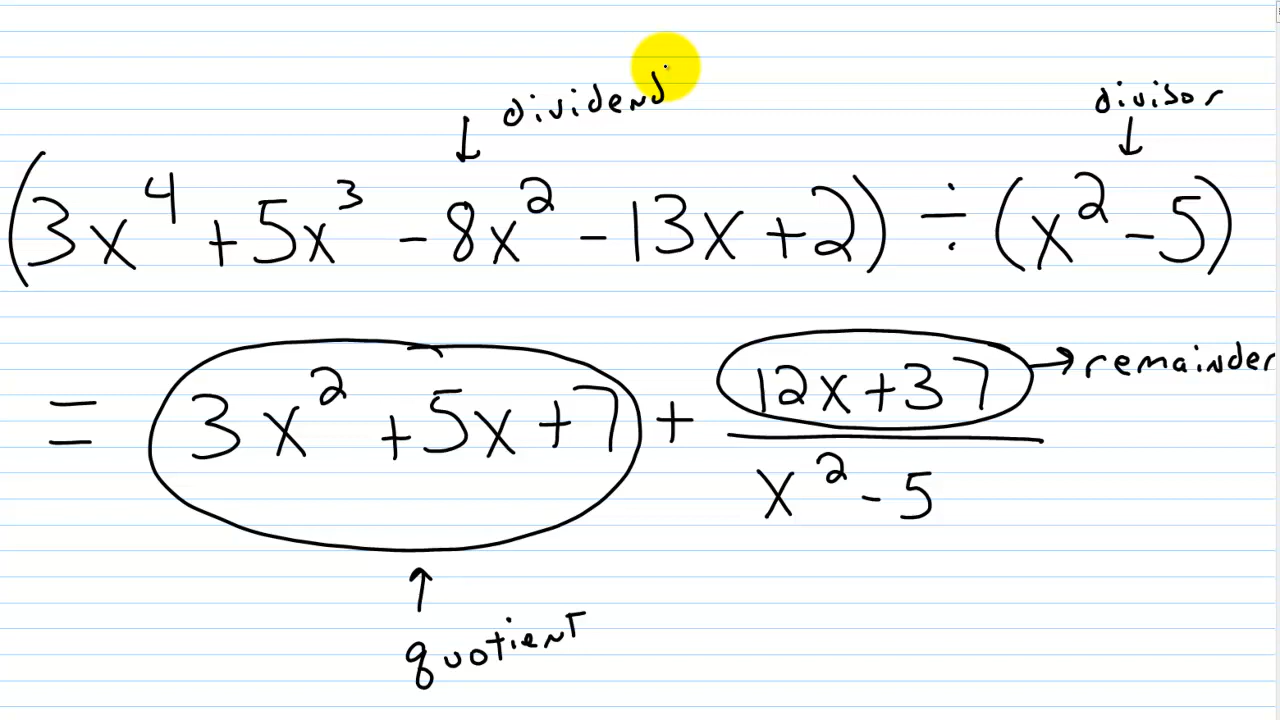 dividend divisor
(3x⁴ + 5x³ - 8x² - 13x + 2) ÷ (x² - 5)
12x + 37 → remainder
= 3x² + 5x + 7 +
x² - 5
quotient